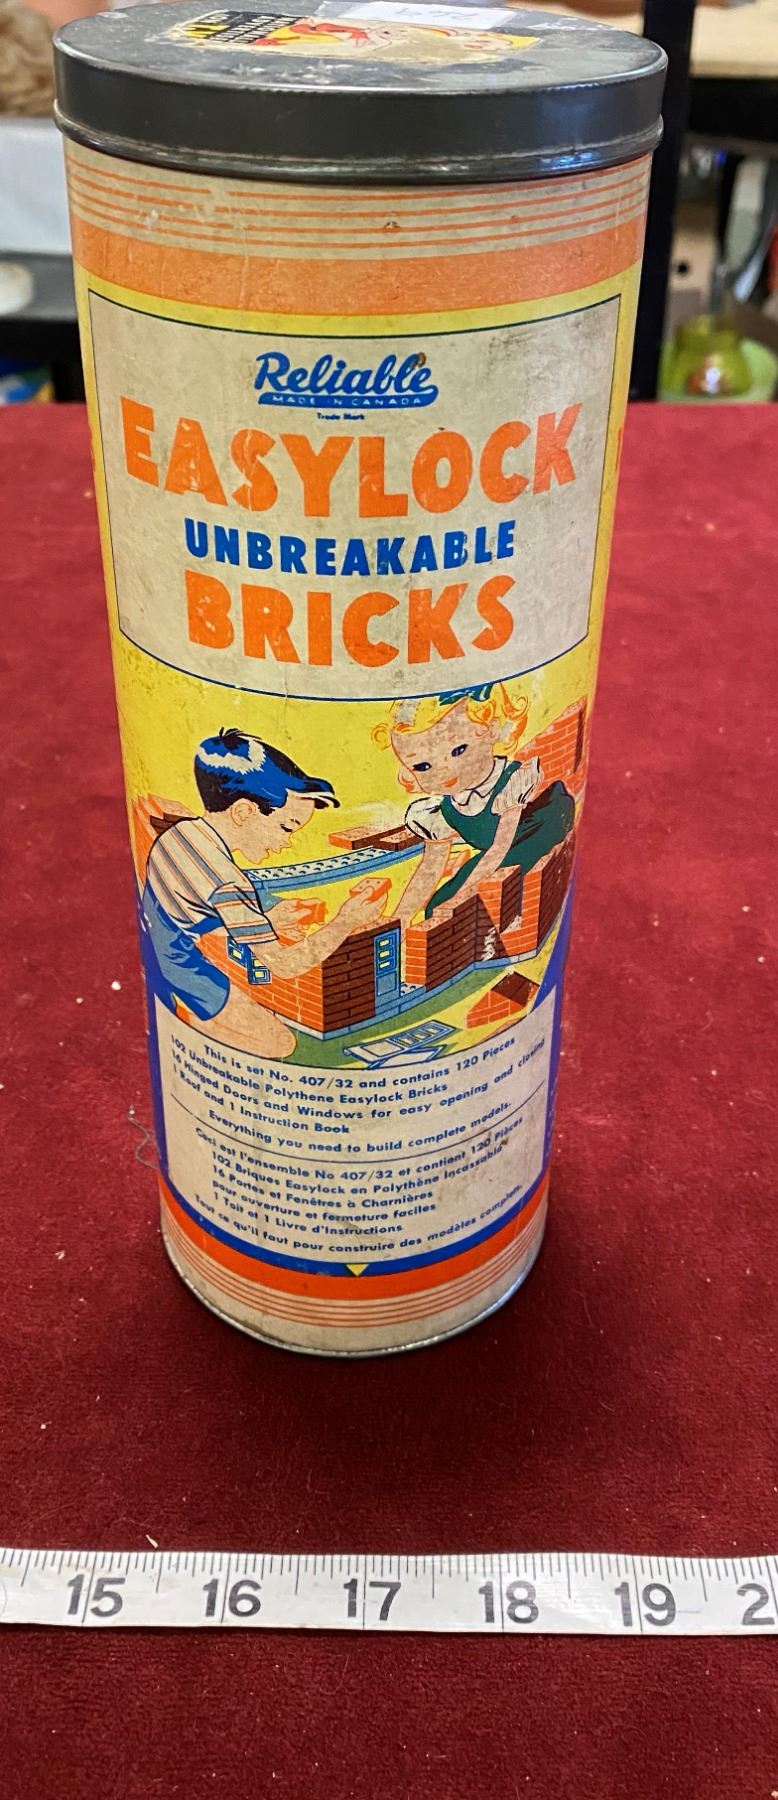 Reliable
MADE IN CANADA
Trade Mark
EASYLOCK
UNBREAKABLE
BRICKS
This is set No. 407/32 and contains 120 Pieces
102 Unbreakable Polythene Easylock Bricks
16 Hinged Doors and Windows for easy opening and closing
1 Roof and 1 Instruction Book
Everything you need to build complete models.
Ceci est l'ensemble No 407/32 et contient 120 Pièces
102 Briques Easylock en Polythène Incassable
16 Portes et Fenêtres à Charnières
pour ouverture et fermeture faciles
1 Toit et 1 Livre d'Instructions
Tout ce qu'il faut pour construire des modèles complets.
15 16 17 18 19